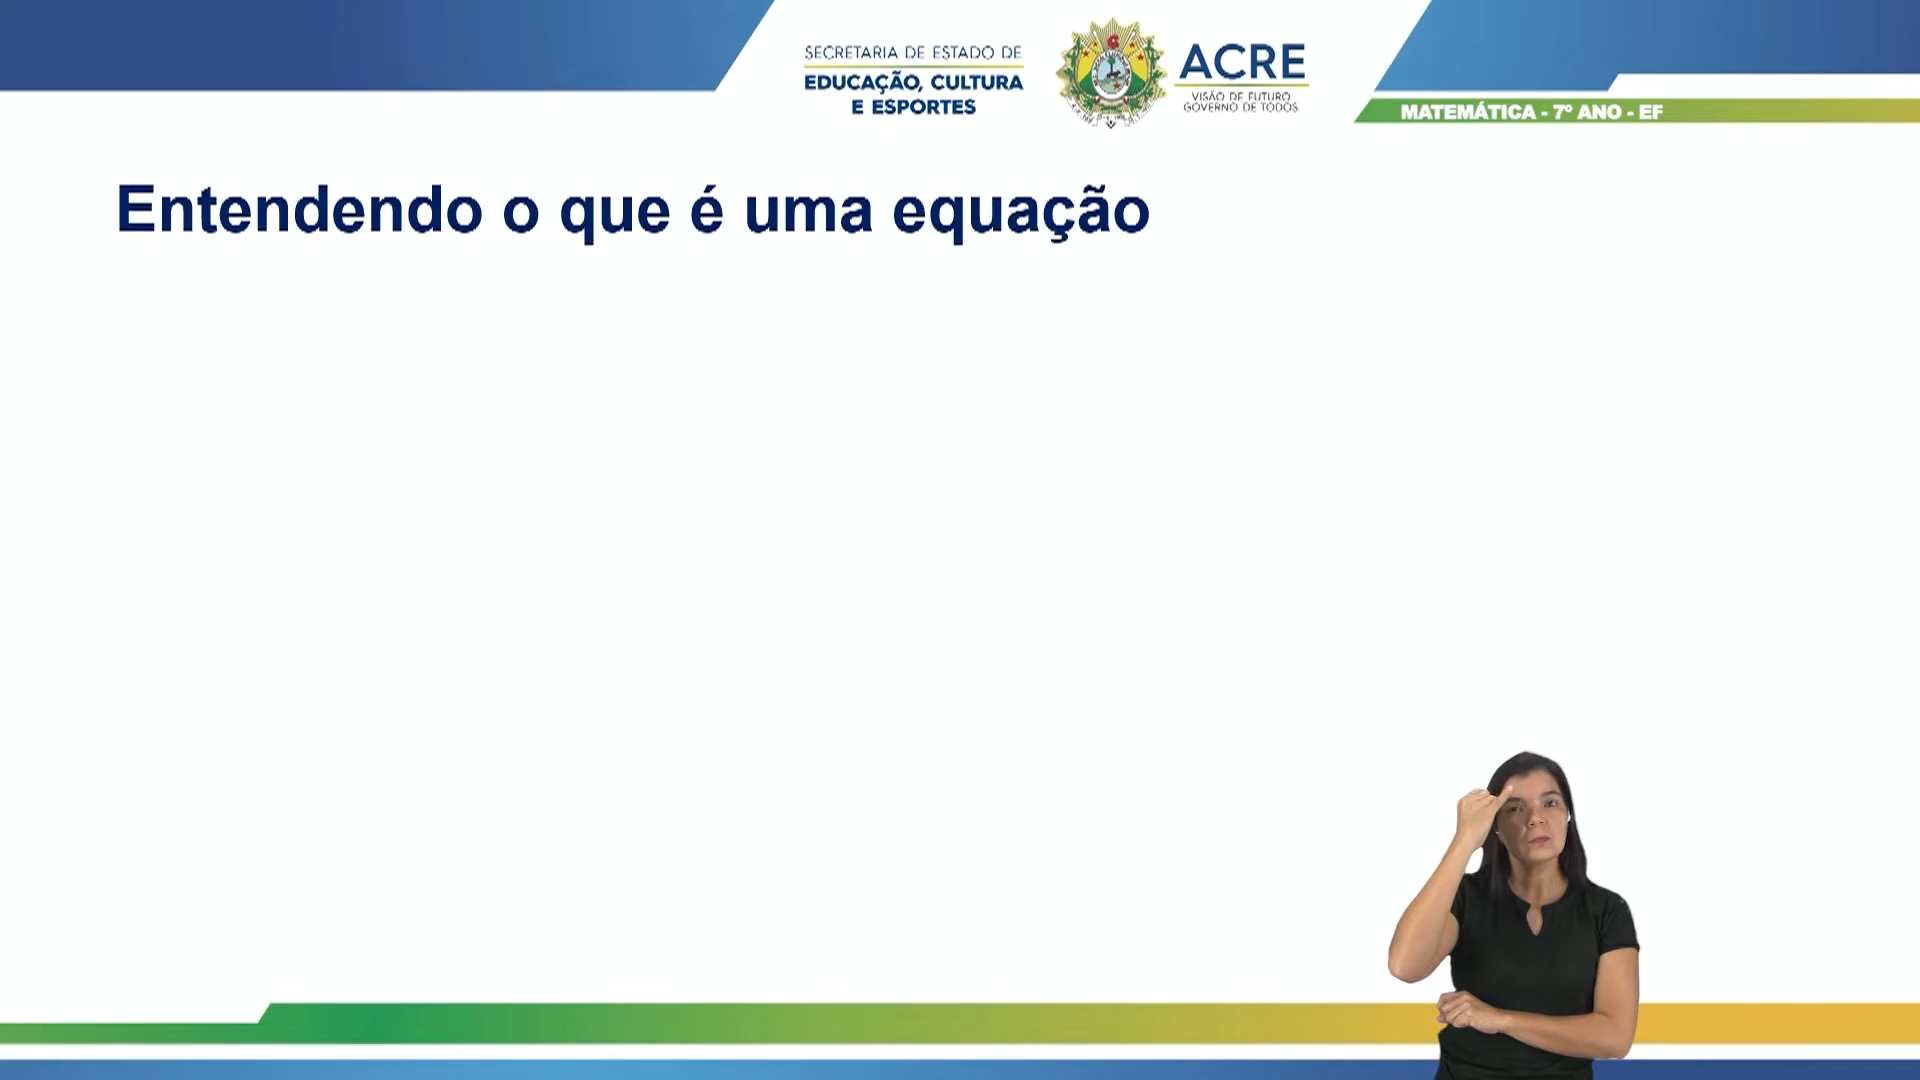 SECRETARIA DE ESTADO DE
EDUCAÇÃO, CULTURA
E ESPORTES
ACRE
VISÃO DE FUTURO
GOVERNO DE TODOS
MATEMÁTICA - 7º ANO - EF
Entendendo o que é uma equação